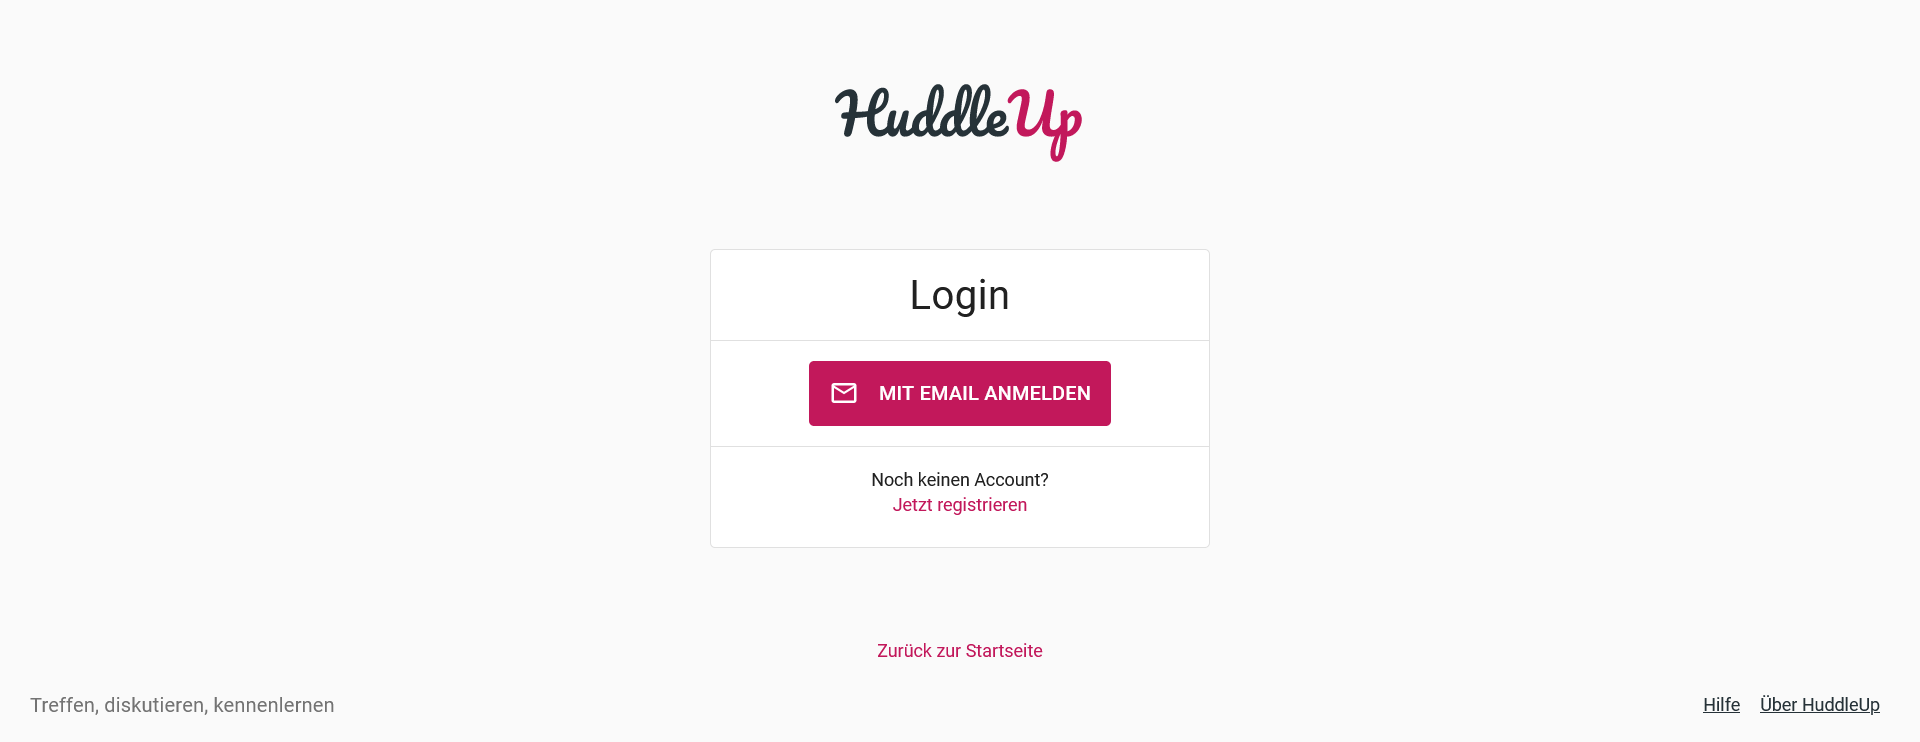 HuddleUp
Login
MIT EMAIL ANMELDEN
Noch keinen Account?
Jetzt registrieren
Zurück zur Startseite
Treffen, diskutieren, kennenlernen
Hilfe
Über HuddleUp